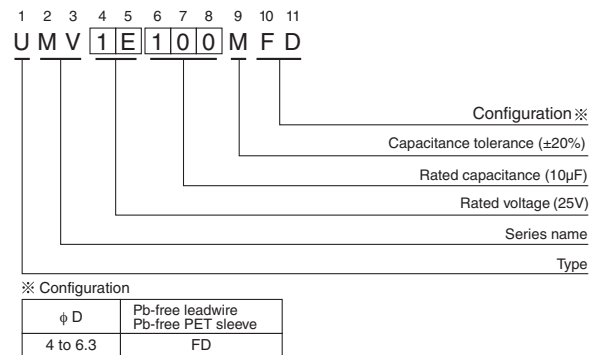 1 2 3 4 5 6 7 8 9 10 11
U M V 1 E 1 0 0 M F D
Configuration※
Capacitance tolerance (±20%)
Rated capacitance (10µF)
Rated voltage (25V)
Series name
Type
※ Configuration
ϕ D
Pb-free leadwire
Pb-free PET sleeve
4 to 6.3
FD